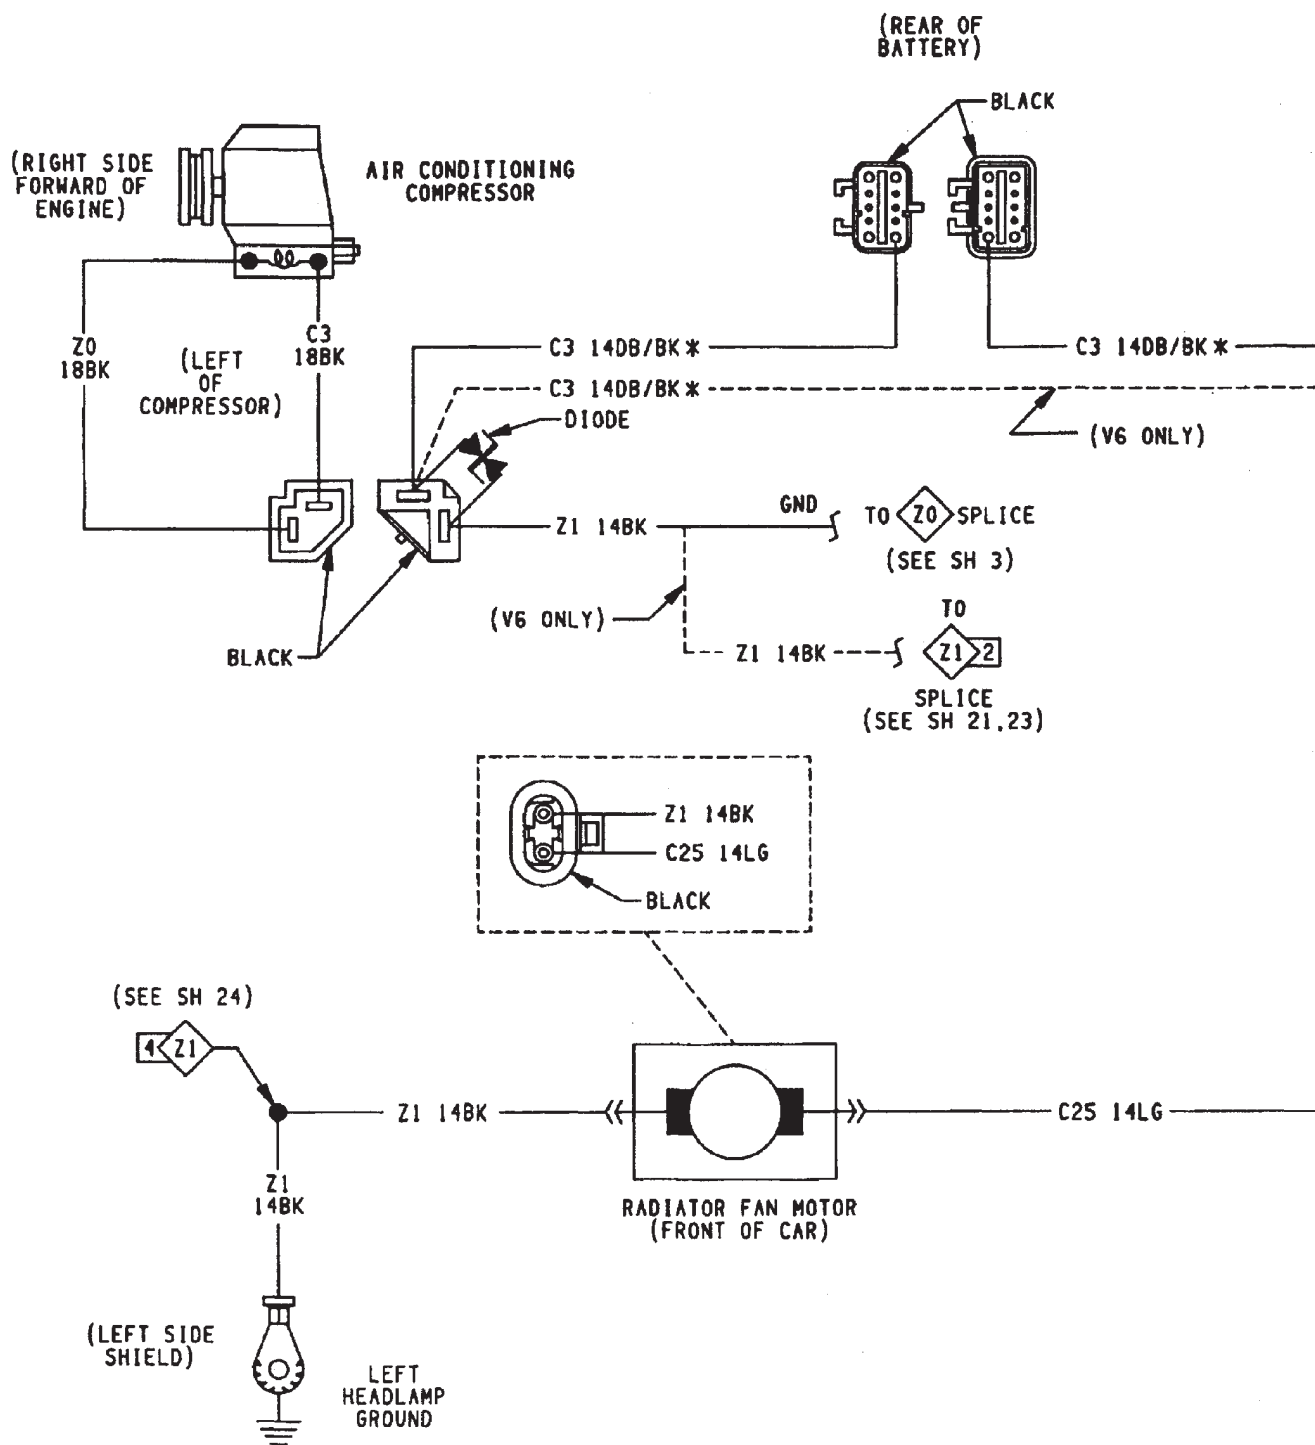 (REAR OF
BATTERY)
BLACK
(RIGHT SIDE
FORWARD OF
ENGINE)
AIR CONDITIONING
COMPRESSOR
Z0
18BK
C3
18BK
(LEFT
OF
COMPRESSOR)
C3 14DB/BK*
C3 14DB/BK*
C3 14DB/BK*
DIODE
(V6 ONLY)
Z1 14BK
GND
TO Z0 SPLICE
(SEE SH 3)
(V6 ONLY)
TO
Z1 14BK
Z1 2
SPLICE
(SEE SH 21,23)
BLACK
Z1 14BK
C25 14LG
BLACK
(SEE SH 24)
4 Z1
Z1 14BK
C25 14LG
Z1
14BK
RADIATOR FAN MOTOR
(FRONT OF CAR)
(LEFT SIDE
SHIELD)
LEFT
HEADLAMP
GROUND